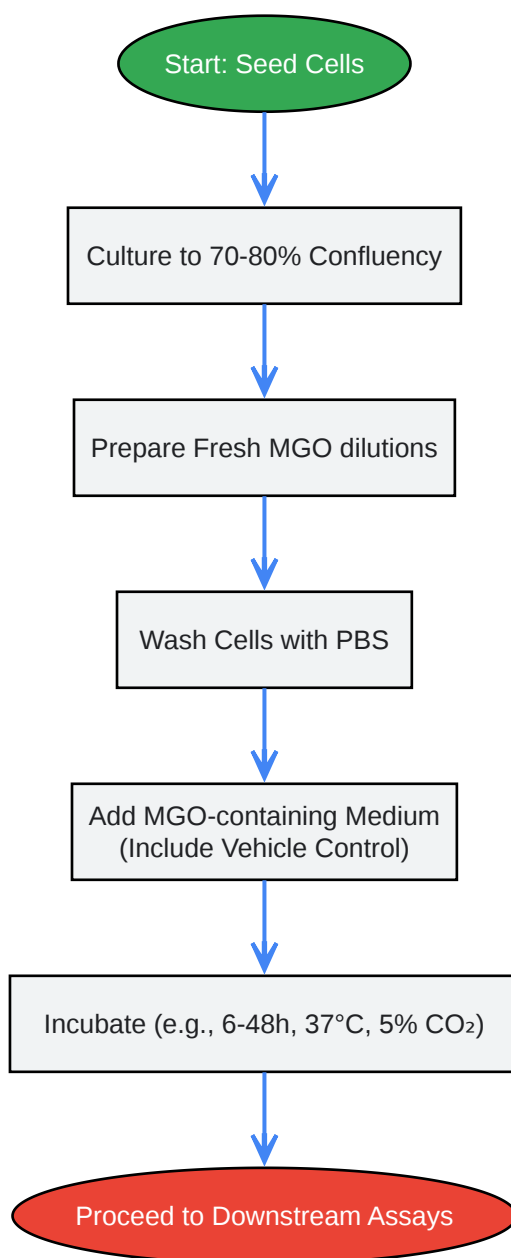 Start: Seed Cells
Culture to 70-80% Confluency
Prepare Fresh MGO dilutions
Wash Cells with PBS
Add MGO-containing Medium
(Include Vehicle Control)
Incubate (e.g., 6-48h, 37°C, 5% CO₂)
Proceed to Downstream Assays